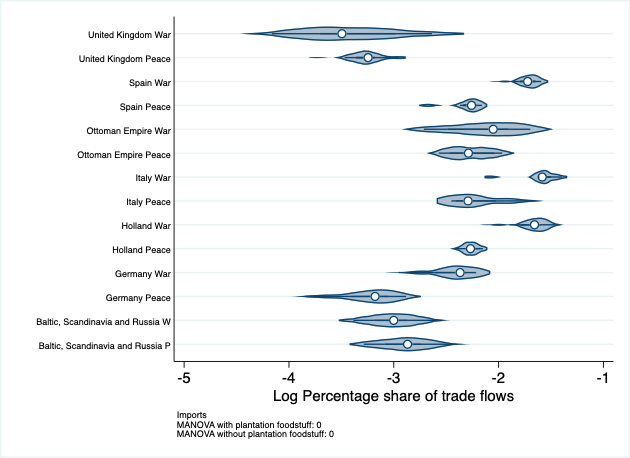 United Kingdom War
United Kingdom Peace
Spain War
Spain Peace
Ottoman Empire War
Ottoman Empire Peace
Italy War
Italy Peace
Holland War
Holland Peace
Germany War
Germany Peace
Baltic, Scandinavia and Russia W
Baltic, Scandinavia and Russia P
-5 -4 -3 -2 -1
Log Percentage share of trade flows
Imports
MANOVA with plantation foodstuff: 0
MANOVA without plantation foodstuff: 0